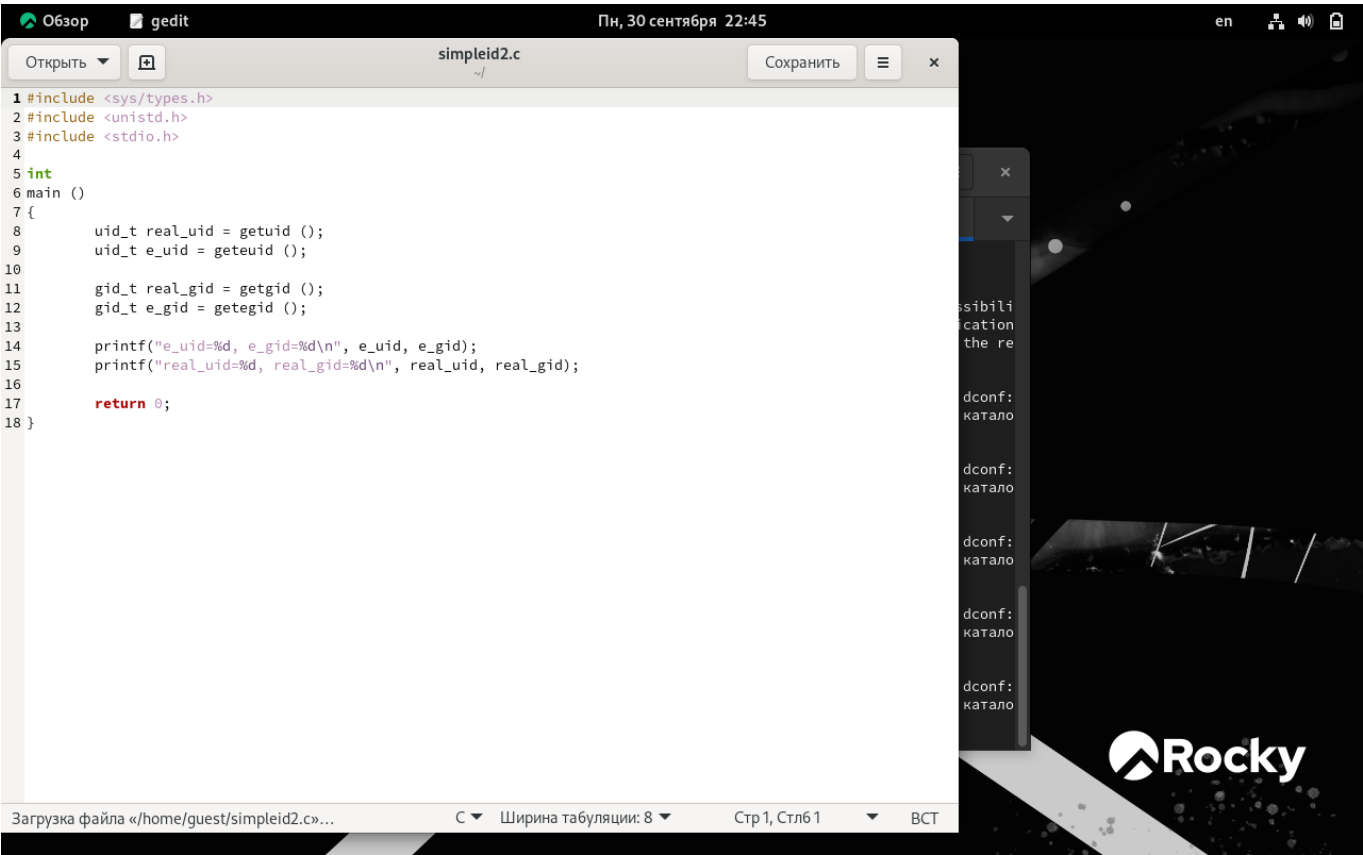 Обзор gedit Пн, 30 сентября 22:45 en
Открыть simpleid2.c Сохранить
~/
1 #include <sys/types.h>
2 #include <unistd.h>
3 #include <stdio.h>
4
5 int
6 main ()
7 {
8 uid_t real_uid = getuid ();
9 uid_t e_uid = geteuid ();
10
11 gid_t real_gid = getgid ();
12 gid_t e_gid = getegid ();
13
14 printf("e_uid=%d, e_gid=%d\n", e_uid, e_gid);
15 printf("real_uid=%d, real_gid=%d\n", real_uid, real_gid);
16
17 return 0;
18 }
Загрузка файла «/home/guest/simpleid2.c»… C Ширина табуляции: 8 Стр 1, Стлб 1 ВСТ
ssibili
ication
the re
dconf:
катало
dconf:
катало
dconf:
катало
dconf:
катало
dconf:
катало
Rocky